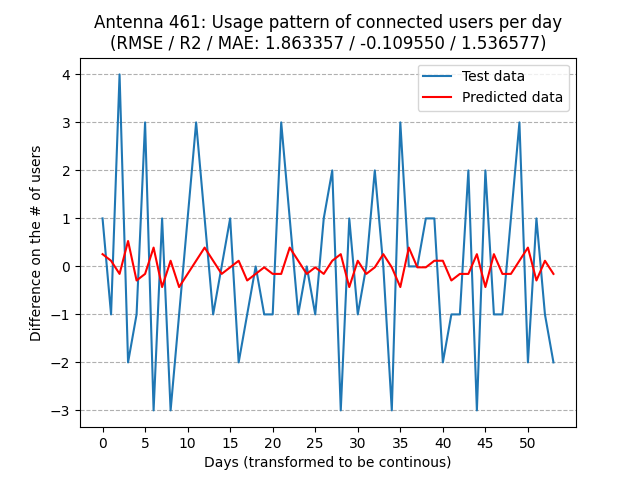 Antenna 461: Usage pattern of connected users per day
(RMSE / R2 / MAE: 1.863357 / -0.109550 / 1.536577)
Test data
Predicted data
Difference on the # of users
4
3
2
1
0
−1
−2
−3
0 5 10 15 20 25 30 35 40 45 50
Days (transformed to be continous)